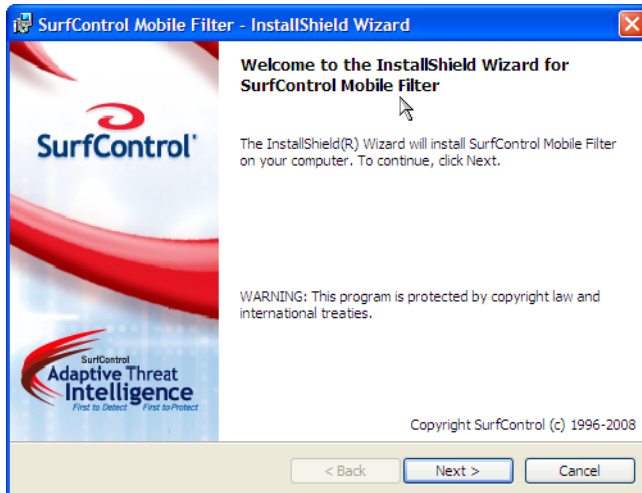 SurfControl Mobile Filter - InstallShield Wizard
Welcome to the InstallShield Wizard for
SurfControl Mobile Filter
SurfControl
The InstallShield(R) Wizard will install SurfControl Mobile Filter
on your computer. To continue, click Next.
WARNING: This program is protected by copyright law and
international treaties.
SurfControl
Adaptive Threat
Intelligence
First to Detect First to Protect
Copyright SurfControl (c) 1996-2008
< Back Next > Cancel